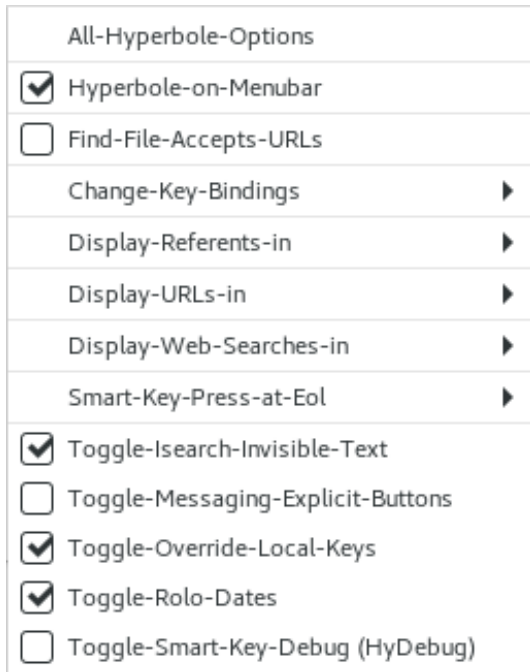 All-Hyperbole-Options
Hyperbole-on-Menubar
Find-File-Accepts-URLs
Change-Key-Bindings
Display-Referents-in
Display-URLs-in
Display-Web-Searches-in
Smart-Key-Press-at-Eol
Toggle-Isearch-Invisible-Text
Toggle-Messaging-Explicit-Buttons
Toggle-Override-Local-Keys
Toggle-Rolo-Dates
Toggle-Smart-Key-Debug (HyDebug)